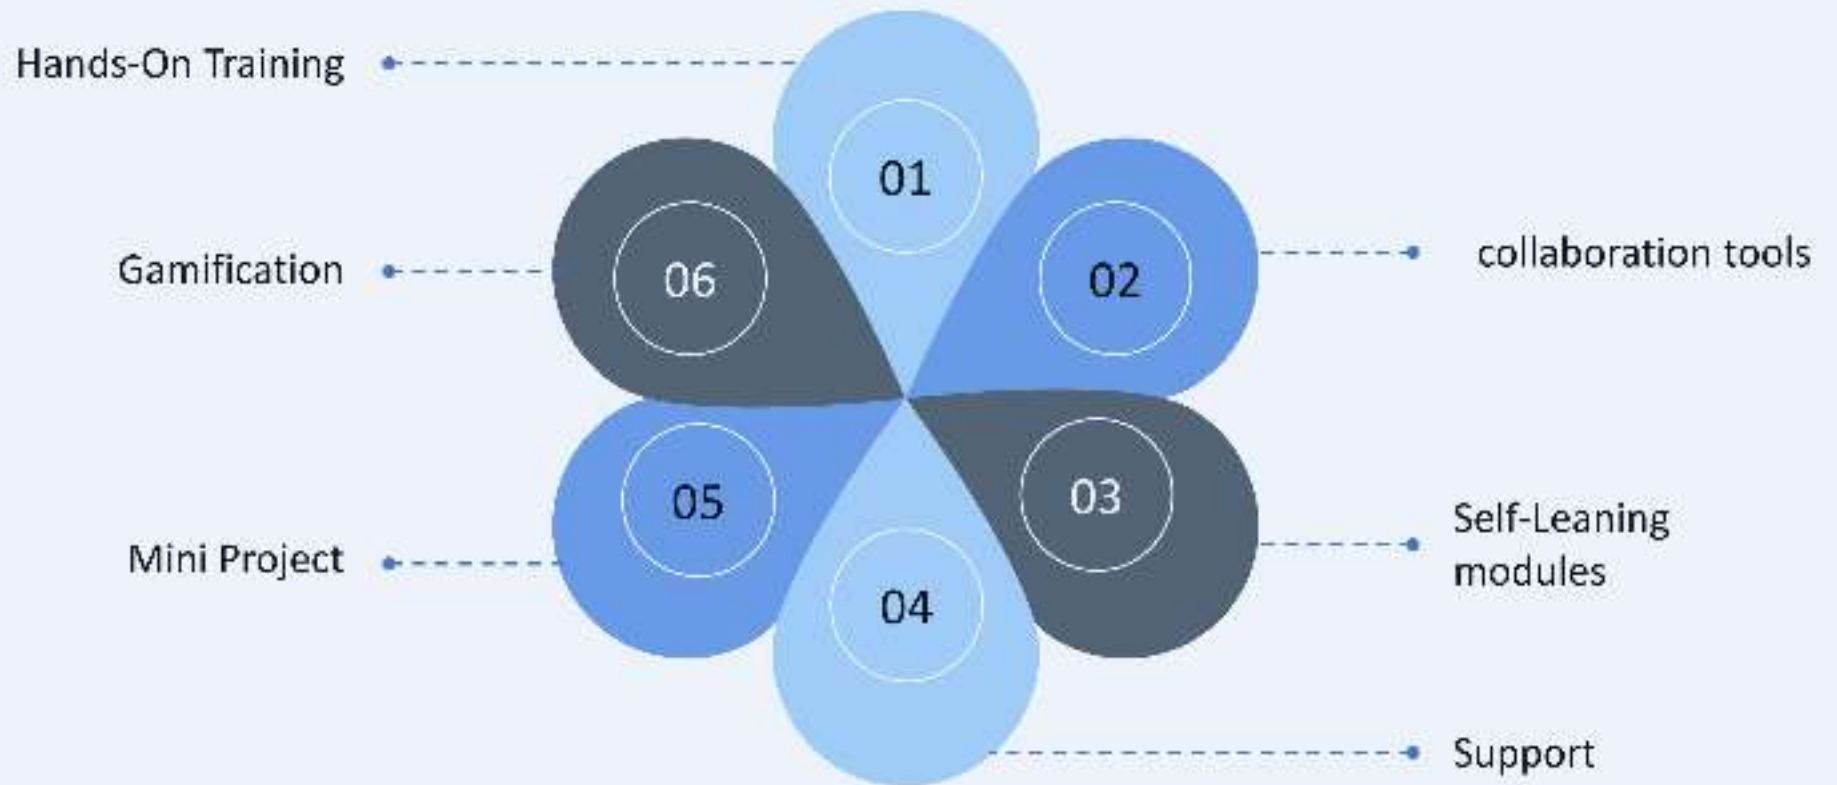 Hands-On Training
01
06
02
Gamification
collaboration tools
05
03
Mini Project
Self-Leaning
modules
04
Support